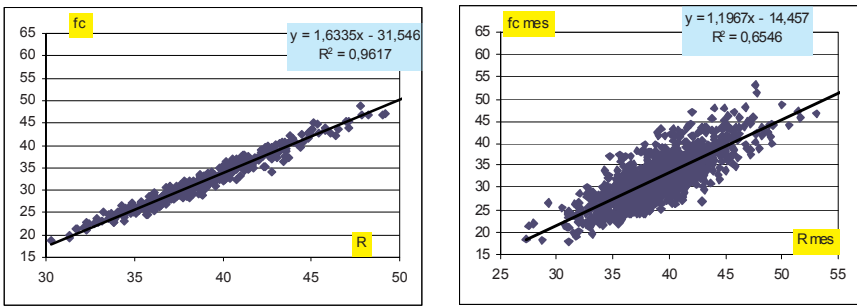 fc
y = 1,6335x - 31,546
R² = 0,9617
65
60
55
50
45
40
35
30
25
20
15
R
30 35 40 45 50
fc mes
y = 1,1967x - 14,457
R² = 0,6546
65
60
55
50
45
40
35
30
25
20
15
R mes
25 30 35 40 45 50 55